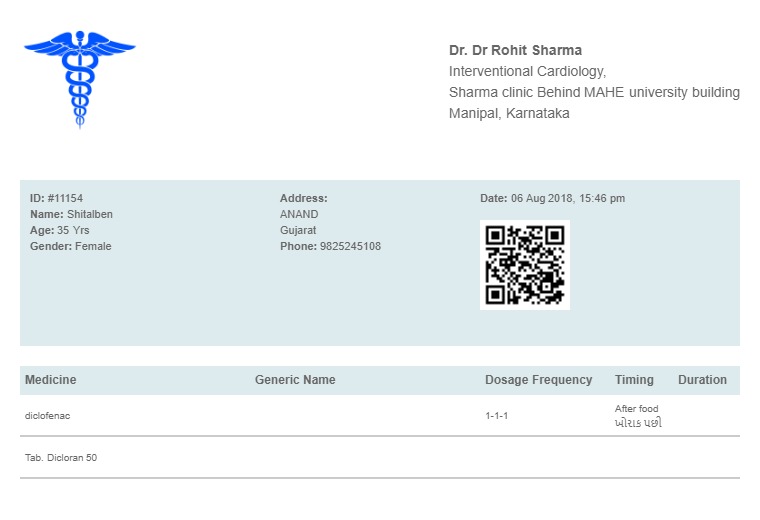 Dr. Dr Rohit Sharma
Interventional Cardiology,
Sharma clinic Behind MAHE university building
Manipal, Karnataka
ID: #11154
Name: Shitalben
Age: 35 Yrs
Gender: Female
Address:
ANAND
Gujarat
Phone: 9825245108
Date: 06 Aug 2018, 15:46 pm
Medicine Generic Name Dosage Frequency Timing Duration
diclofenac 1-1-1 After food
ખોરાક પછી
Tab. Dicloran 50